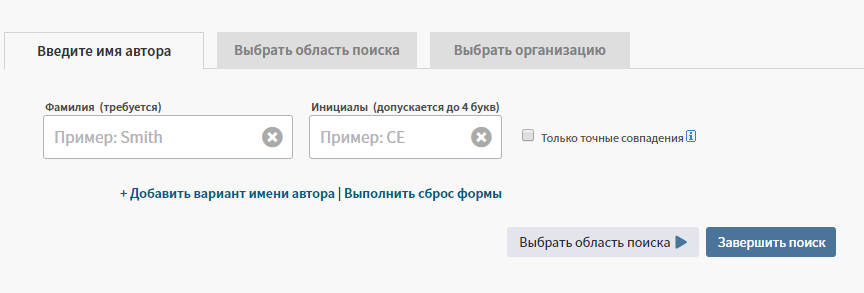 Введите имя автора Выбрать область поиска Выбрать организацию
Фамилия (требуется) Инициалы (допускается до 4 букв)
Пример: Smith Пример: CE Только точные совпадения i
+ Добавить вариант имени автора | Выполнить сброс формы
Выбрать область поиска Завершить поиск